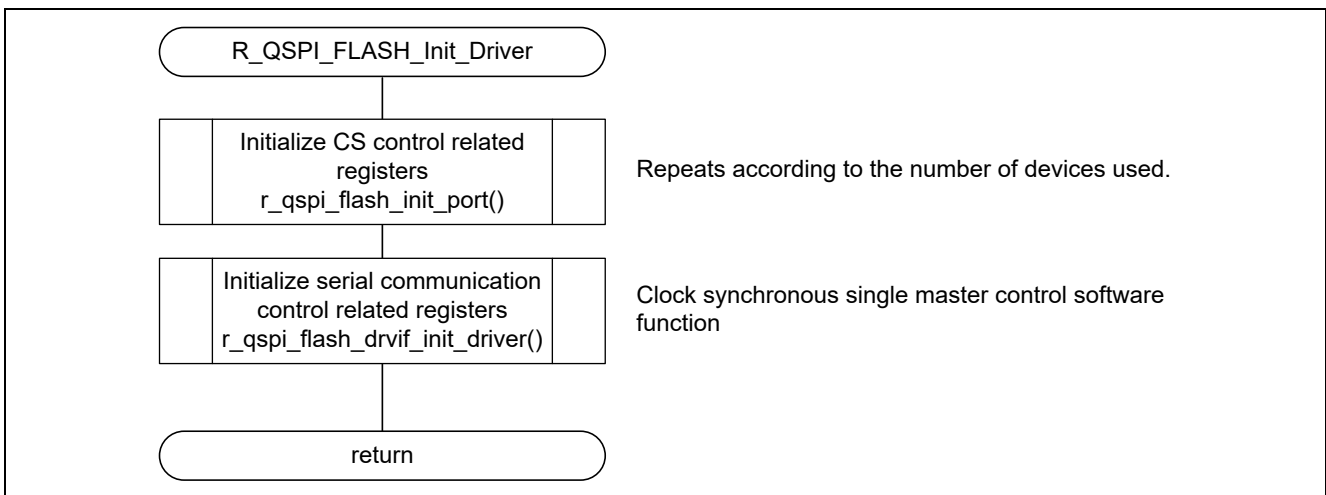 R_QSPI_FLASH_Init_Driver
Initialize CS control related
registers
r_qspi_flash_init_port()
Repeats according to the number of devices used.
Initialize serial communication
control related registers
r_qspi_flash_drvif_init_driver()
Clock synchronous single master control software
function
return